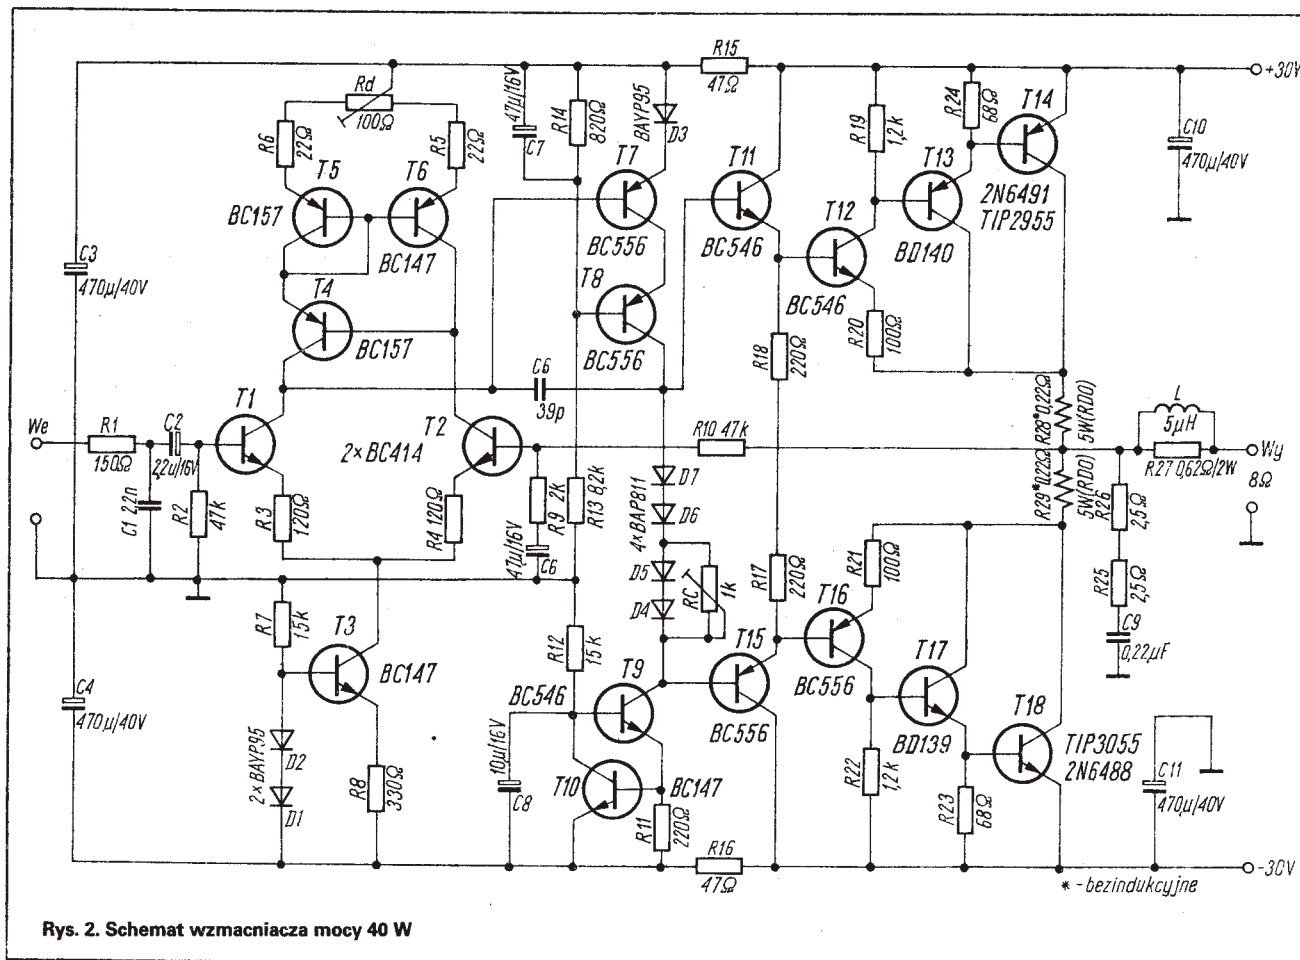 R15
47Ω
+30V
Rd
100Ω
47µ/16V
C7
R14
820Ω
BAYP95
D3
R6
22Ω
R5
22Ω
T5
BC157
T6
BC147
T7
BC556
T11
BC546
R19
1,2k
R24
68Ω
T14
2N6491
TIP2955
C10
470µ/40V
T13
BD140
T12
BC546
C3
470µ/40V
T4
BC157
T8
BC556
R18
220Ω
R20
100Ω
C6
39p
We
R1
150Ω
C2
2,2u/16V
T1
T2
2×BC414
R10 47k
R28*0,22Ω
5W(RDO)
L
5µH
Wy
R27 0,62Ω/2W
8Ω
C1 2,2n
R2
47k
R3
120Ω
R4 120Ω
R9 2k
R13 8,2k
47µ/16V
C6
D7
D6
4×BAP811
D5
D4
RC
1k
R29*0,22Ω
5W(RDO)
R26
2,5Ω
R25
2,5Ω
C9
0,22µF
R17
220Ω
R21
100Ω
R7
15k
T3
BC147
R12
15k
T16
BC556
T15
BC556
T17
BD139
T18
TIP3055
2N6488
C4
470µ/40V
2×BAYP95
D2
D1
R8
330Ω
BC546
T9
10µ/16V
C8
T10
BC147
R11
220Ω
R22
1,2k
R23
68Ω
C11
470µ/40V
R16
47Ω
-30V
* - bezindukcyjne
Rys. 2. Schemat wzmacniacza mocy 40 W